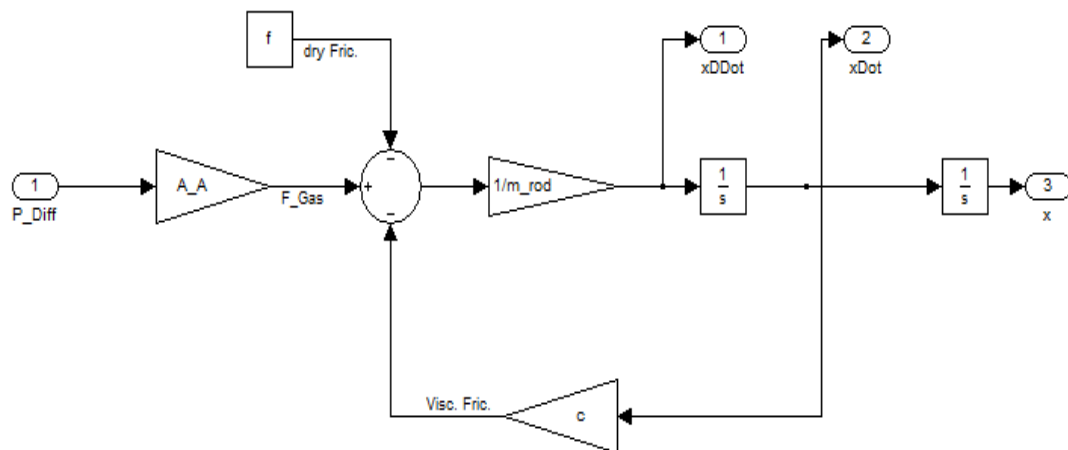 f
dry Fric.
1
xDDot
2
xDot
1
P_Diff
A_A
F_Gas
−
+
−
1/m_rod
1
s
1
s
3
x
Visc. Fric.
c